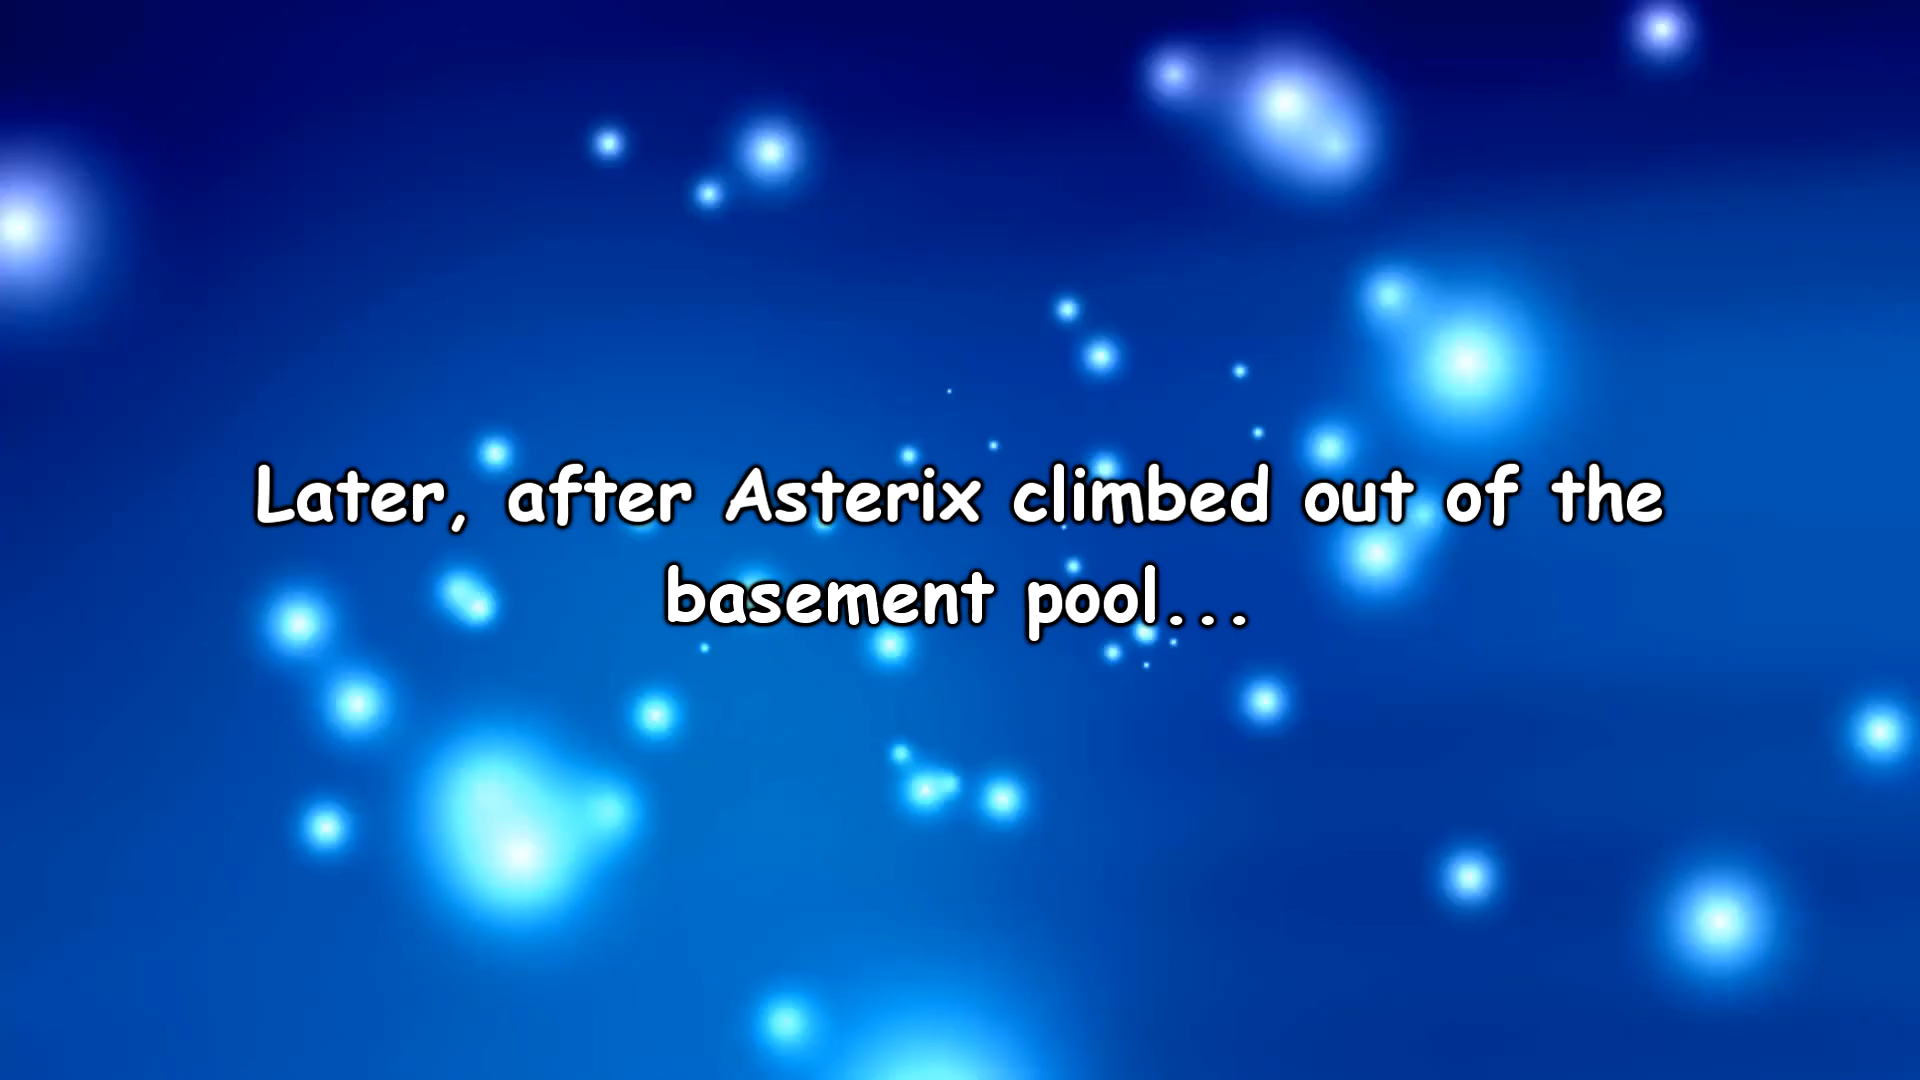 Later, after Asterix climbed out of the
basement pool...